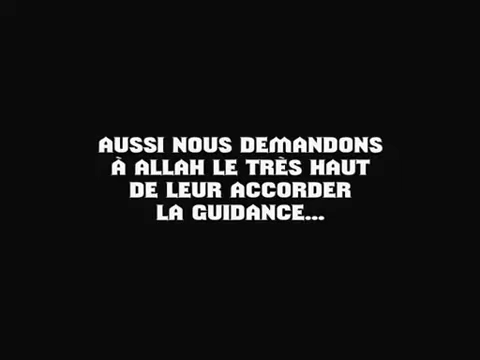 AUSSI NOUS DEMANDONS
À ALLAH LE TRÈS HAUT
DE LEUR ACCORDER
LA GUIDANCE...